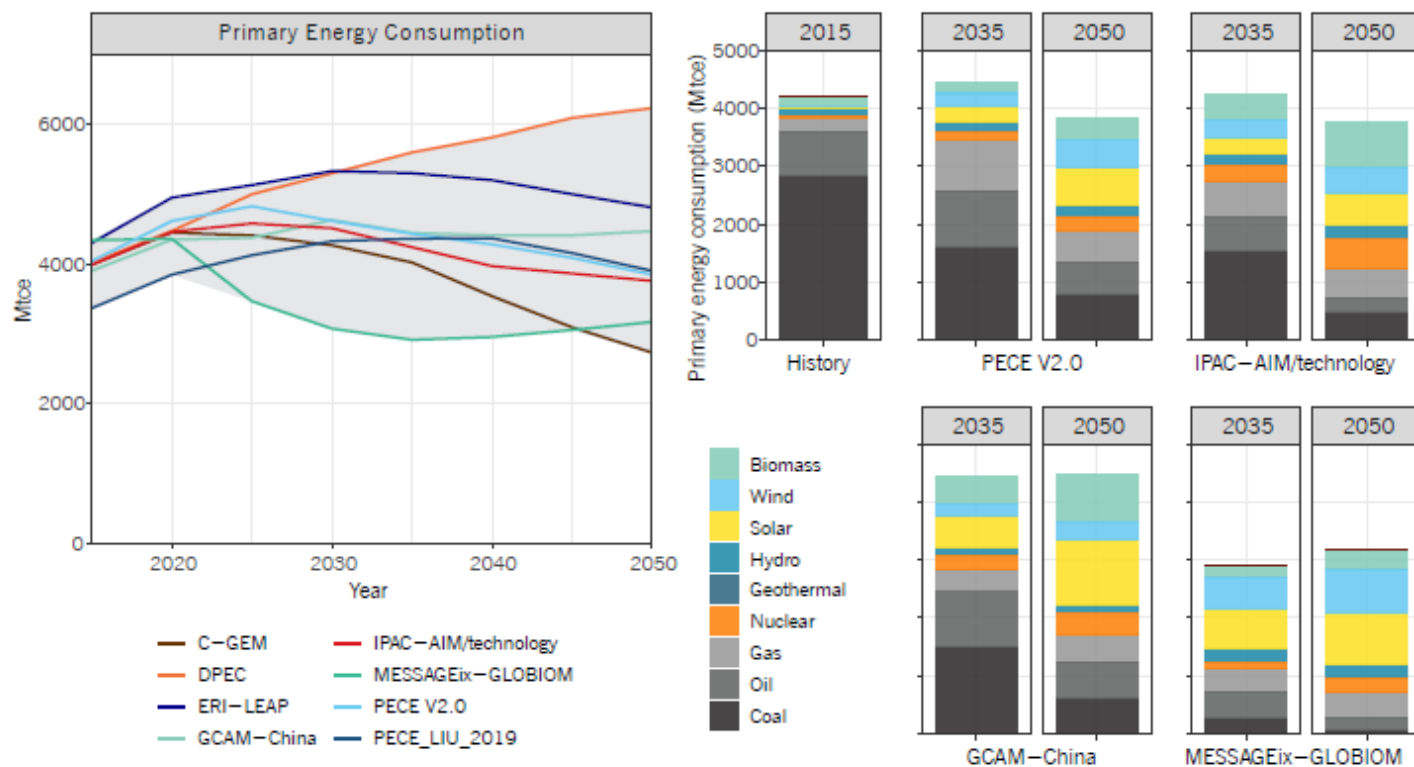 Primary Energy Consumption
Mtce
6000
4000
2000
0
2020
2030
2040
2050
Year
C−GEM
DPEC
ERI−LEAP
GCAM−China
IPAC−AIM/technology
MESSAGEix−GLOBIOM
PECE V2.0
PECE_LIU_2019
Primary energy consumption (Mtce)
5000
4000
3000
2000
1000
0
2015
History
2035
2050
PECE V2.0
2035
2050
IPAC−AIM/technology
Biomass
Wind
Solar
Hydro
Geothermal
Nuclear
Gas
Oil
Coal
2035
2050
GCAM−China
2035
2050
MESSAGEix−GLOBIOM